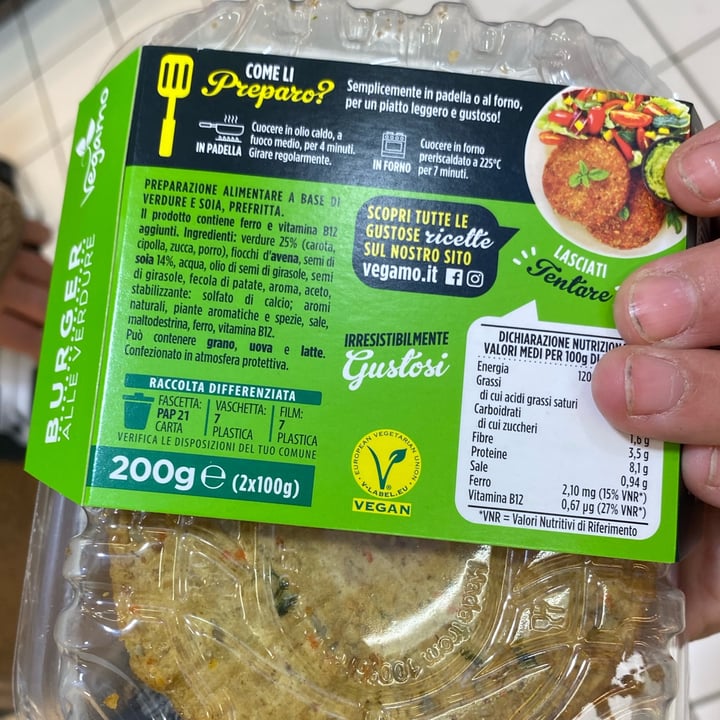 Vegamo
BURGER
ALLE VERDURE
COME LI
Preparo?
Semplicemente in padella o al forno,
per un piatto leggero e gustoso!
IN PADELLA
Cuocere in olio caldo, a
fuoco medio, per 4 minuti.
Girare regolarmente.
IN FORNO
Cuocere in forno
preriscaldato a 225°C
per 7 minuti.
PREPARAZIONE ALIMENTARE A BASE DI
VERDURE E SOIA, PREFRITTA.
Il prodotto contiene ferro e vitamina B12
aggiunti. Ingredienti: verdure 25% (carota,
cipolla, zucca, porro), fiocchi d'avena, semi di
soia 14%, acqua, olio di semi di girasole, semi
di girasole, fecola di patate, aroma, aceto,
stabilizzante: solfato di calcio; aromi
naturali, piante aromatiche e spezie, sale,
maltodestrina, ferro, vitamina B12.
Può contenere grano, uova e latte.
Confezionato in atmosfera protettiva.
SCOPRI TUTTE LE
GUSTOSE ricette
SUL NOSTRO SITO
vegamo.it
LASCIATI
Tentare
IRRESISTIBILMENTE
Gustosi
RACCOLTA DIFFERENZIATA
FASCETTA:
PAP 21
CARTA
VASCHETTA:
7
PLASTICA
FILM:
7
PLASTICA
VERIFICA LE DISPOSIZIONI DEL TUO COMUNE
200g e (2x100g)
EUROPEAN VEGETARIAN UNION
V-LABEL.EU
VEGAN
DICHIARAZIONE NUTRIZION
VALORI MEDI PER 100g DI
Energia 120
Grassi
di cui acidi grassi saturi
Carboidrati
di cui zuccheri 1,6 g
Fibre 3,5 g
Proteine 8,1 g
Sale 0,94 g
Ferro 2,10 mg (15% VNR*)
Vitamina B12 0,67 µg (27% VNR*)
*VNR = Valori Nutritivi di Riferimento